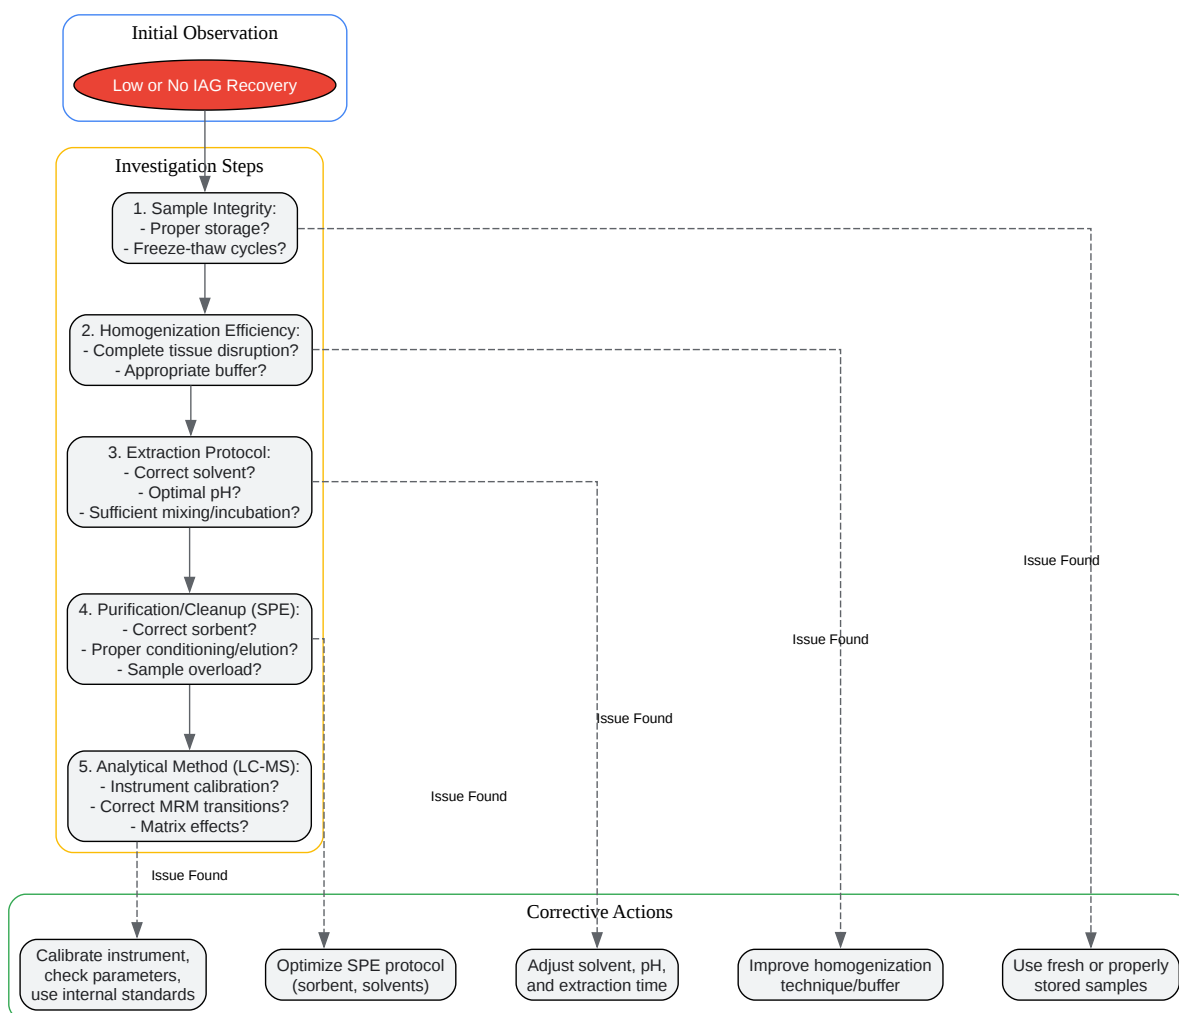 Initial Observation
Low or No IAG Recovery
Investigation Steps
1. Sample Integrity:
- Proper storage?
- Freeze-thaw cycles?
2. Homogenization Efficiency:
- Complete tissue disruption?
- Appropriate buffer?
3. Extraction Protocol:
- Correct solvent?
- Optimal pH?
- Sufficient mixing/incubation?
4. Purification/Cleanup (SPE):
- Correct sorbent?
- Proper conditioning/elution?
- Sample overload?
5. Analytical Method (LC-MS):
- Instrument calibration?
- Correct MRM transitions?
- Matrix effects?
Issue Found
Issue Found
Issue Found
Issue Found
Issue Found
Corrective Actions
Calibrate instrument,
check parameters,
use internal standards
Optimize SPE protocol
(sorbent, solvents)
Adjust solvent, pH,
and extraction time
Improve homogenization
technique/buffer
Use fresh or properly
stored samples